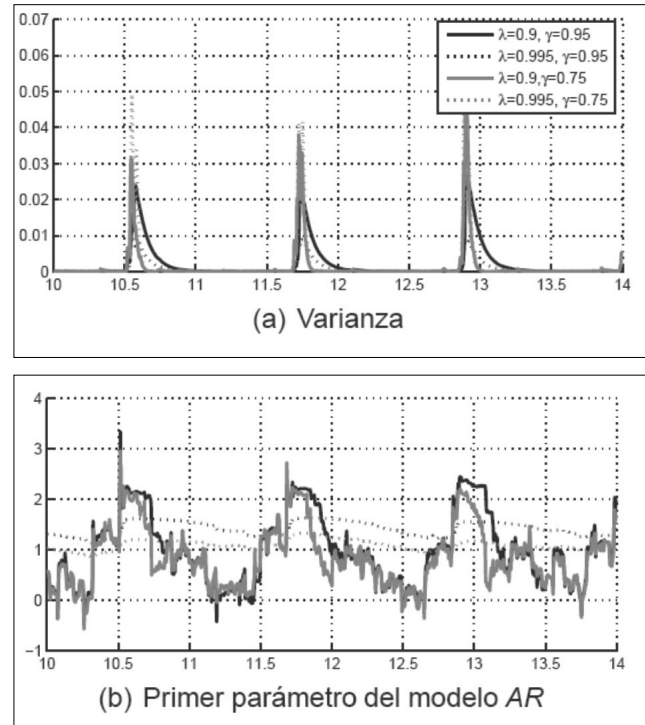 0.07
0.06
0.05
0.04
0.03
0.02
0.01
0
λ=0.9, γ=0.95
λ=0.995, γ=0.95
λ=0.9,γ=0.75
λ=0.995, γ=0.75
10 10.5 11 11.5 12 12.5 13 13.5 14
(a) Varianza
4
3
2
1
0
−1
10 10.5 11 11.5 12 12.5 13 13.5 14
(b) Primer parámetro del modelo AR